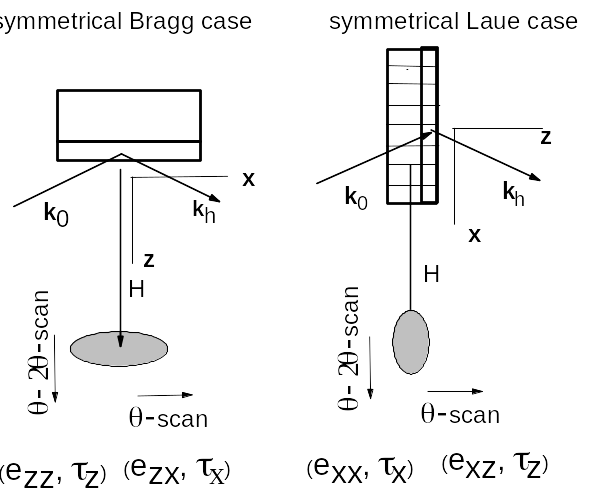 symmetrical Bragg case
k0
kh
x
z
H
θ- 2θ-scan
θ-scan
(eZZ, τZ) (eZX, τX)
symmetrical Laue case
k0
kh
z
x
H
θ- 2θ-scan
θ-scan
(eXX, τX) (eXZ, τZ)